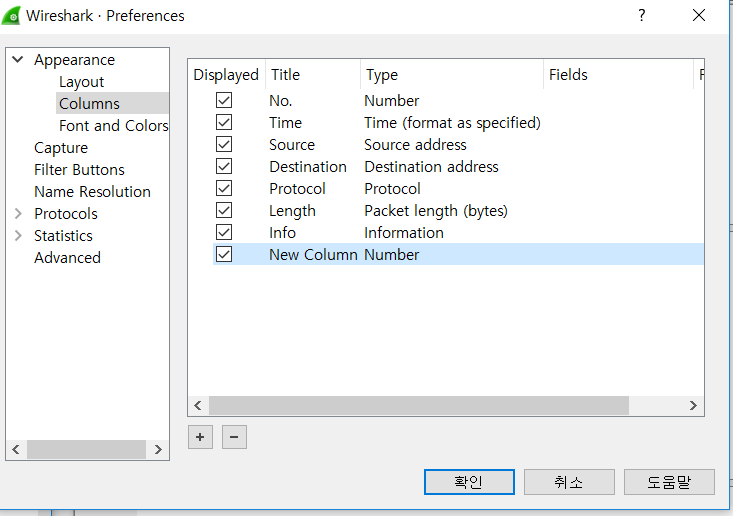 Wireshark · Preferences
?
Appearance
Layout
Columns
Font and Colors
Capture
Filter Buttons
Name Resolution
Protocols
Statistics
Advanced
Displayed Title Type Fields F
No. Number
Time Time (format as specified)
Source Source address
Destination Destination address
Protocol Protocol
Length Packet length (bytes)
Info Information
New Column Number
+ −
확인 취소 도움말